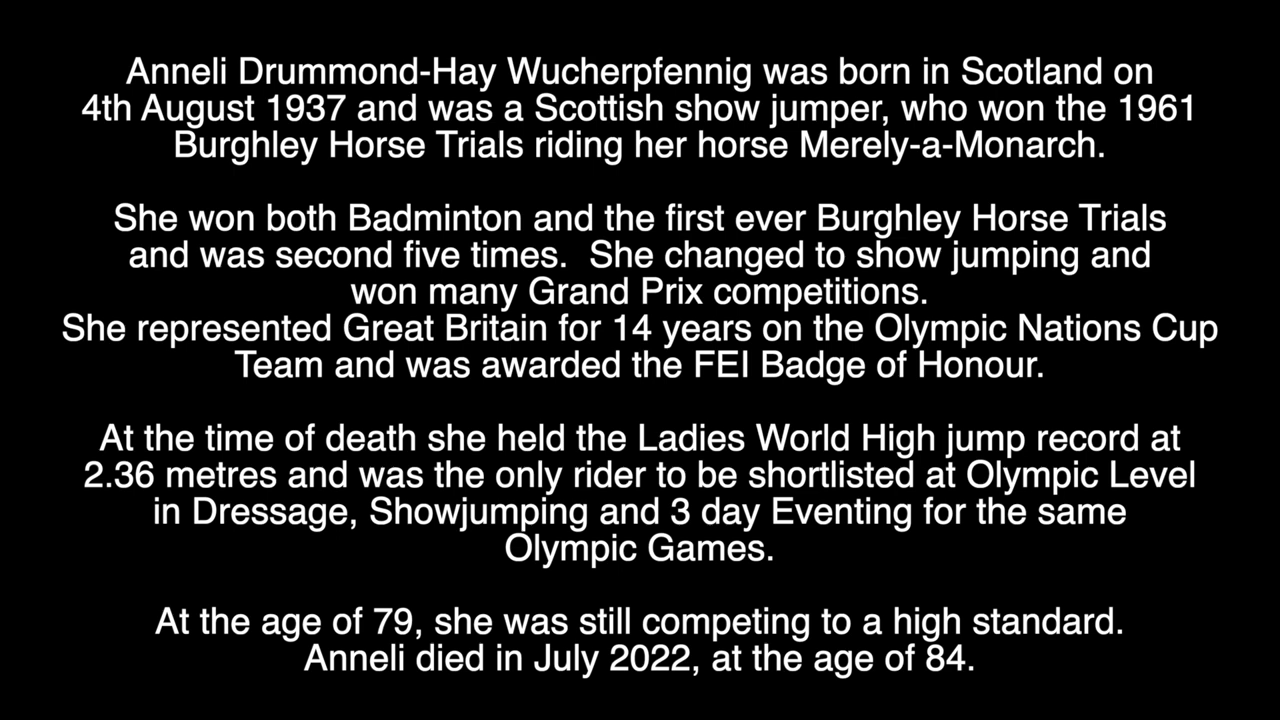 Anneli Drummond-Hay Wucherpfennig was born in Scotland on
4th August 1937 and was a Scottish show jumper, who won the 1961
Burghley Horse Trials riding her horse Merely-a-Monarch.
She won both Badminton and the first ever Burghley Horse Trials
and was second five times.  She changed to show jumping and
won many Grand Prix competitions.
She represented Great Britain for 14 years on the Olympic Nations Cup
Team and was awarded the FEI Badge of Honour.
At the time of death she held the Ladies World High jump record at
2.36 metres and was the only rider to be shortlisted at Olympic Level
in Dressage, Showjumping and 3 day Eventing for the same
Olympic Games.
At the age of 79, she was still competing to a high standard.
Anneli died in July 2022, at the age of 84.